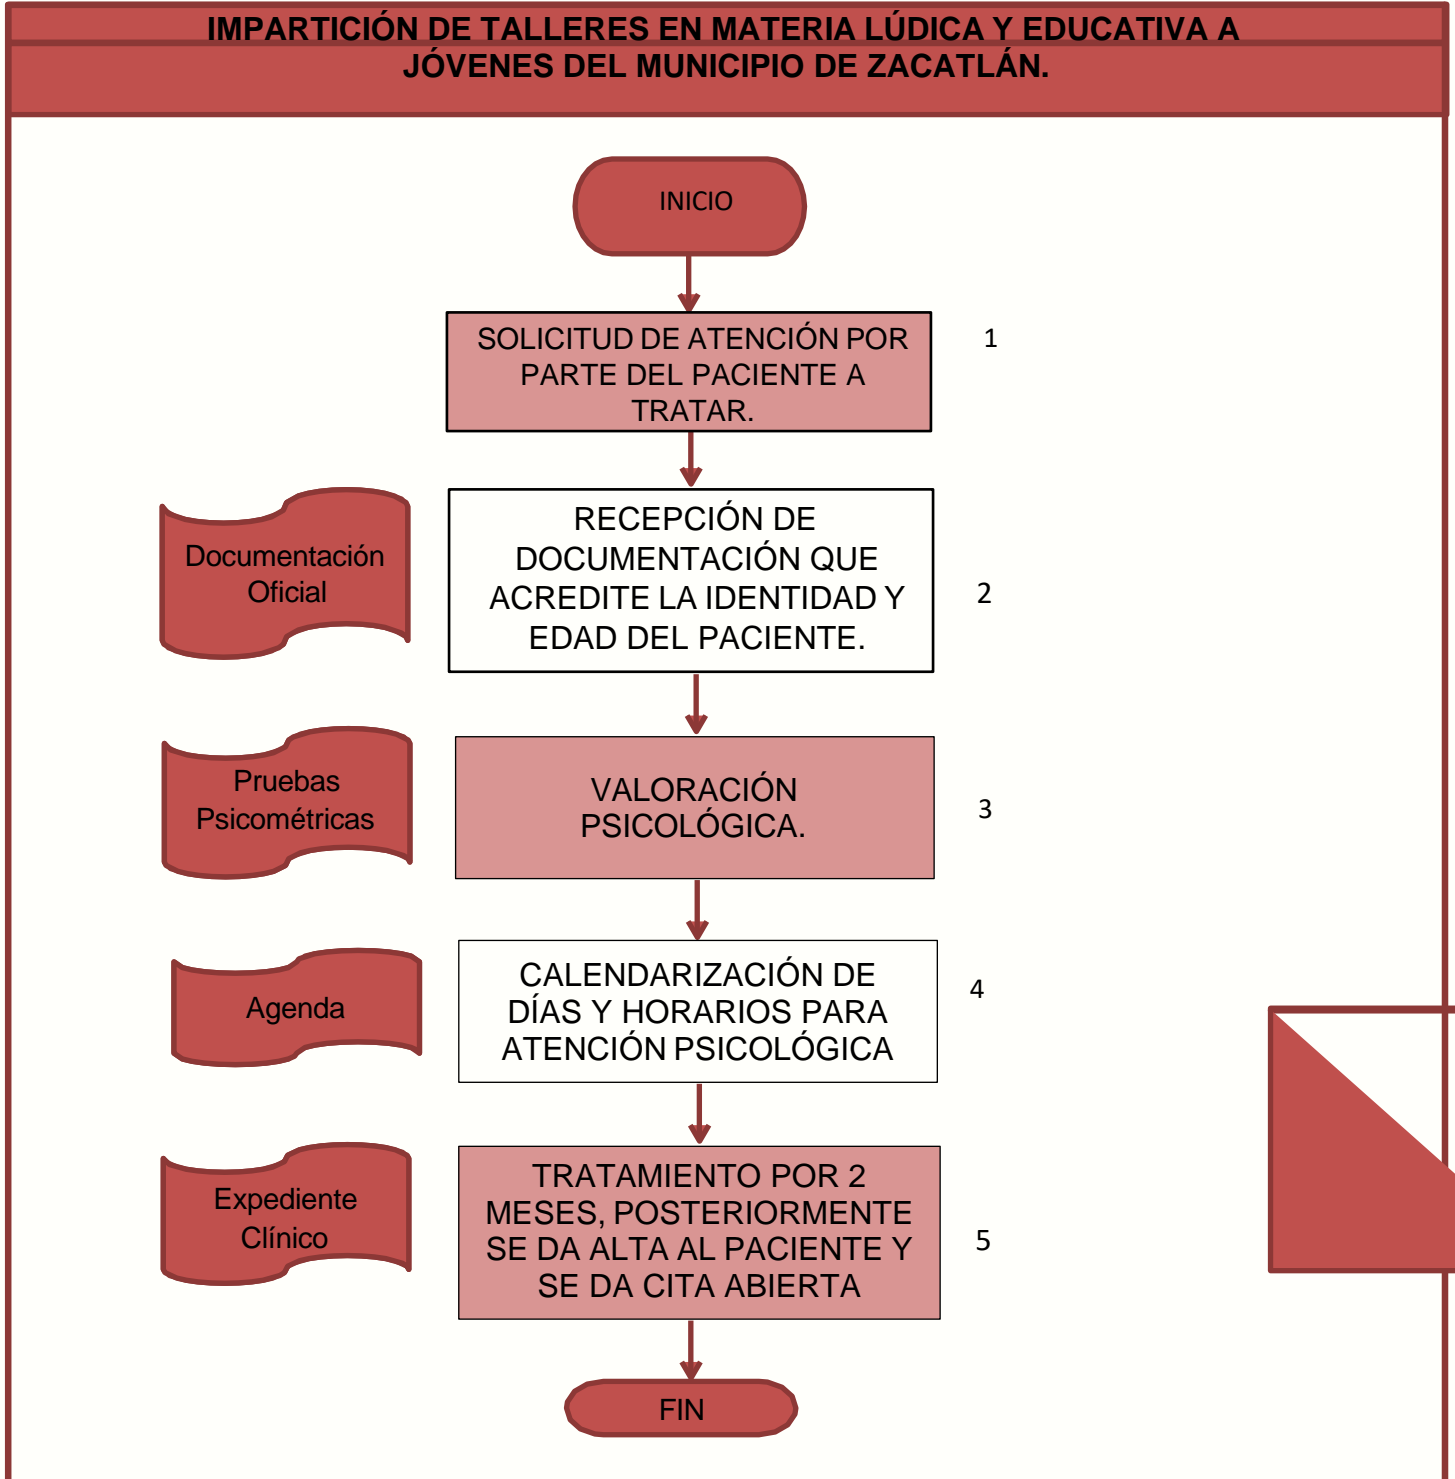 IMPARTICIÓN DE TALLERES EN MATERIA LÚDICA Y EDUCATIVA A
JÓVENES DEL MUNICIPIO DE ZACATLÁN.
INICIO
SOLICITUD DE ATENCIÓN POR
PARTE DEL PACIENTE A
TRATAR.
1
Documentación
Oficial
RECEPCIÓN DE
DOCUMENTACIÓN QUE
ACREDITE LA IDENTIDAD Y
EDAD DEL PACIENTE.
2
Pruebas
Psicométricas
VALORACIÓN
PSICOLÓGICA.
3
Agenda
CALENDARIZACIÓN DE
DÍAS Y HORARIOS PARA
ATENCIÓN PSICOLÓGICA
4
Expediente
Clínico
TRATAMIENTO POR 2
MESES, POSTERIORMENTE
SE DA ALTA AL PACIENTE Y
SE DA CITA ABIERTA
5
FIN